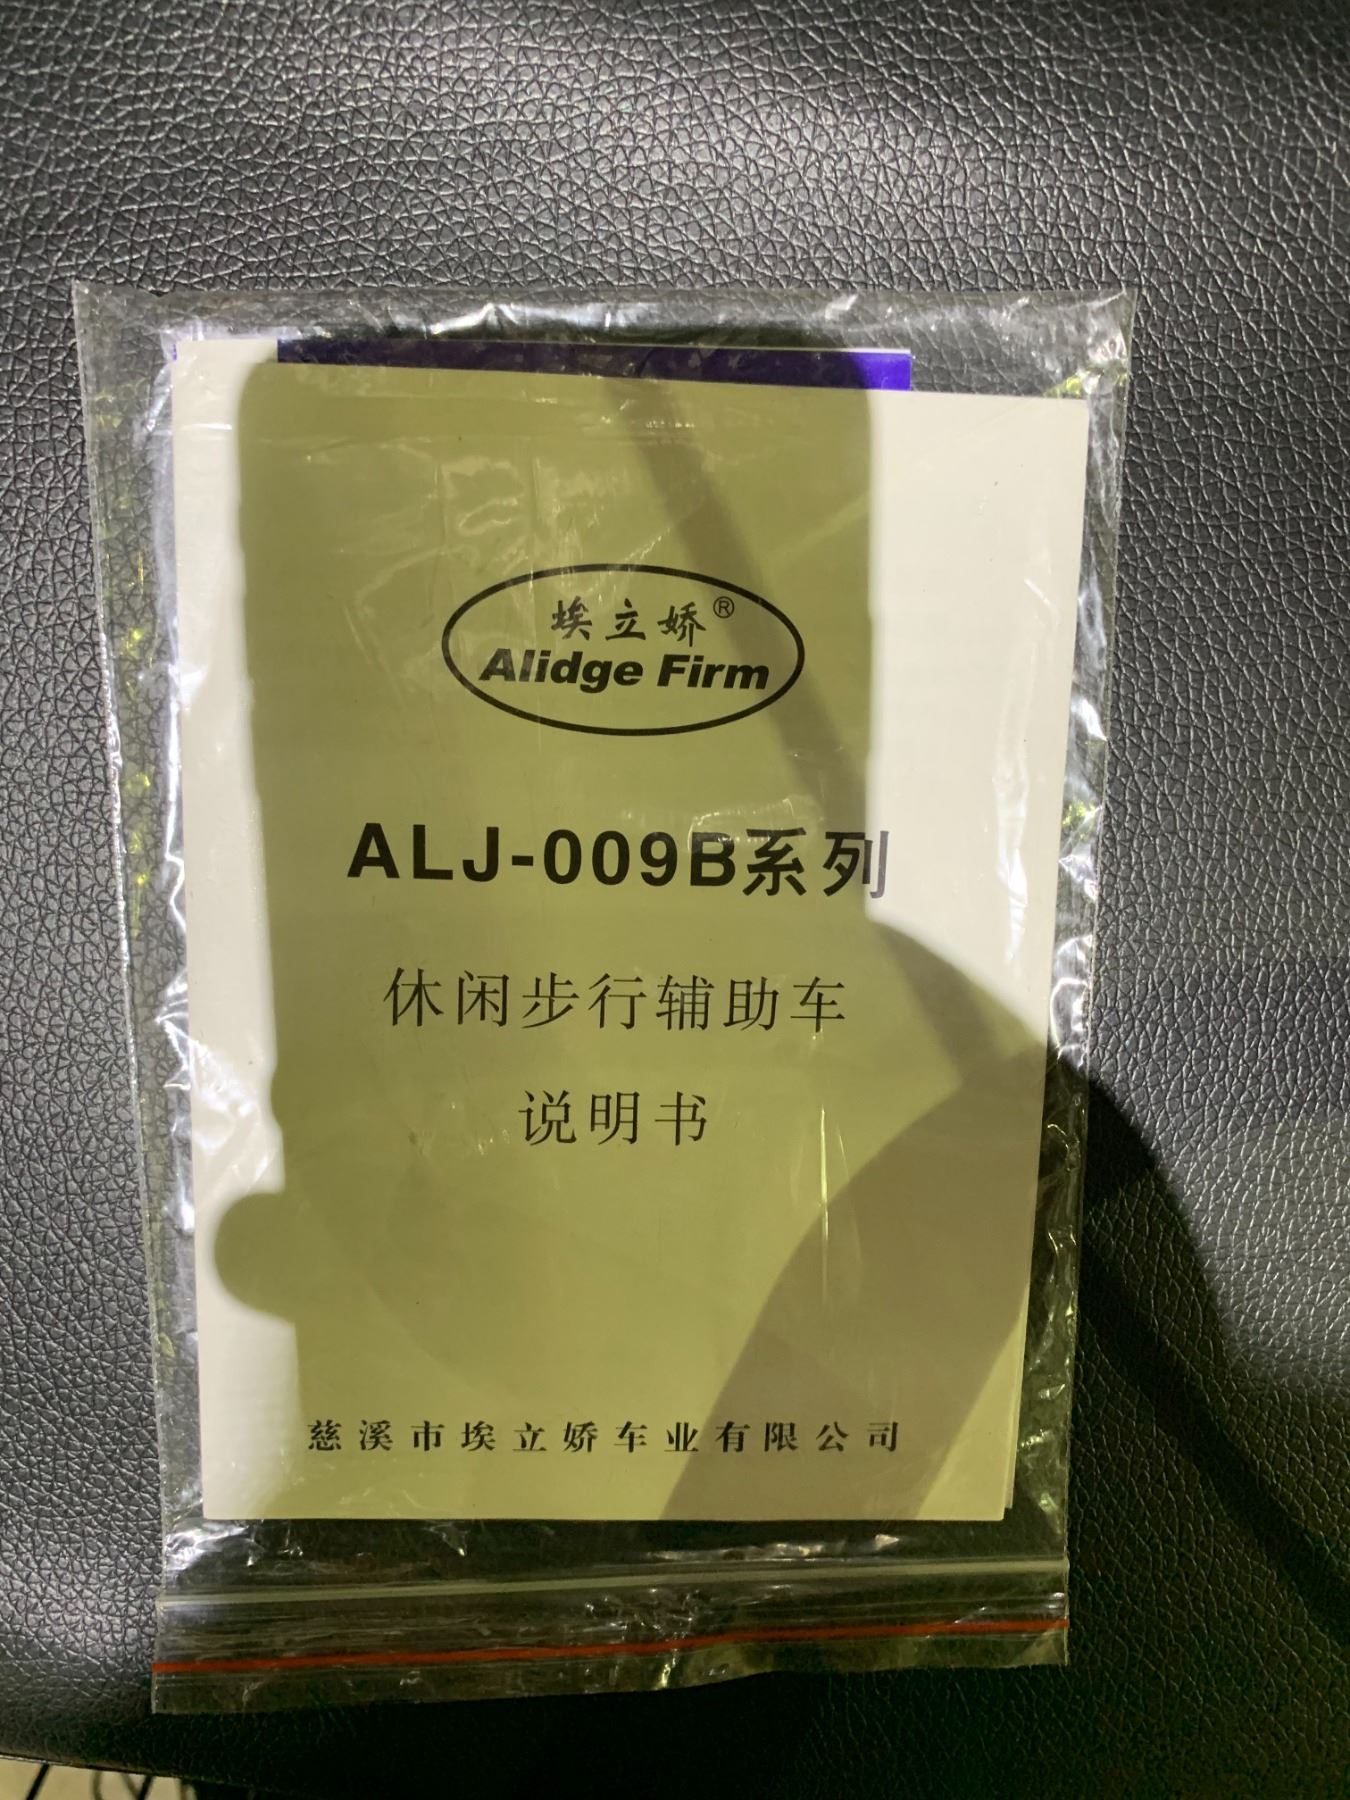 埃立娇®
Alidge Firm
ALJ-009B系列
休闲步行辅助车
说明书
慈溪市埃立娇车业有限公司